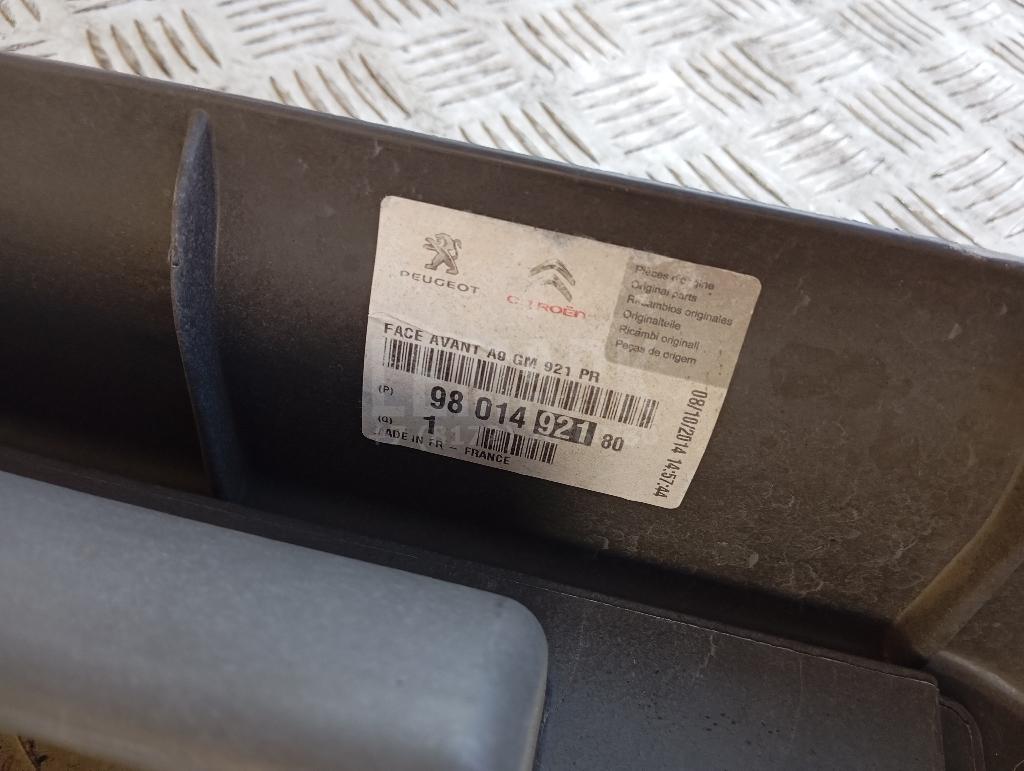 PEUGEOT
CITROËN
Pièces d'origine
Original parts
Ricambios originales
Originalteile
Ricambi originali
Peças de origem
FACE AVANT A9 GM 921 PR
(P) 98 014 921 80
(Q) 1
MADE IN FR - FRANCE
08/10/2014 14:57:44